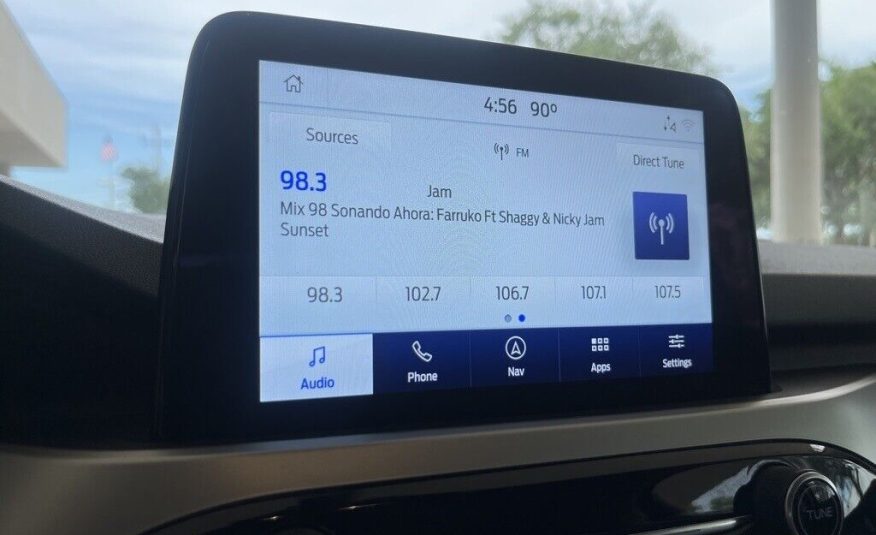 4:56 90°
Sources
FM
Direct Tune
98.3
Jam
Mix 98 Sonando Ahora: Farruko Ft Shaggy & Nicky Jam
Sunset
98.3 102.7 106.7 107.1 107.5
Audio Phone Nav Apps Settings
TUNE